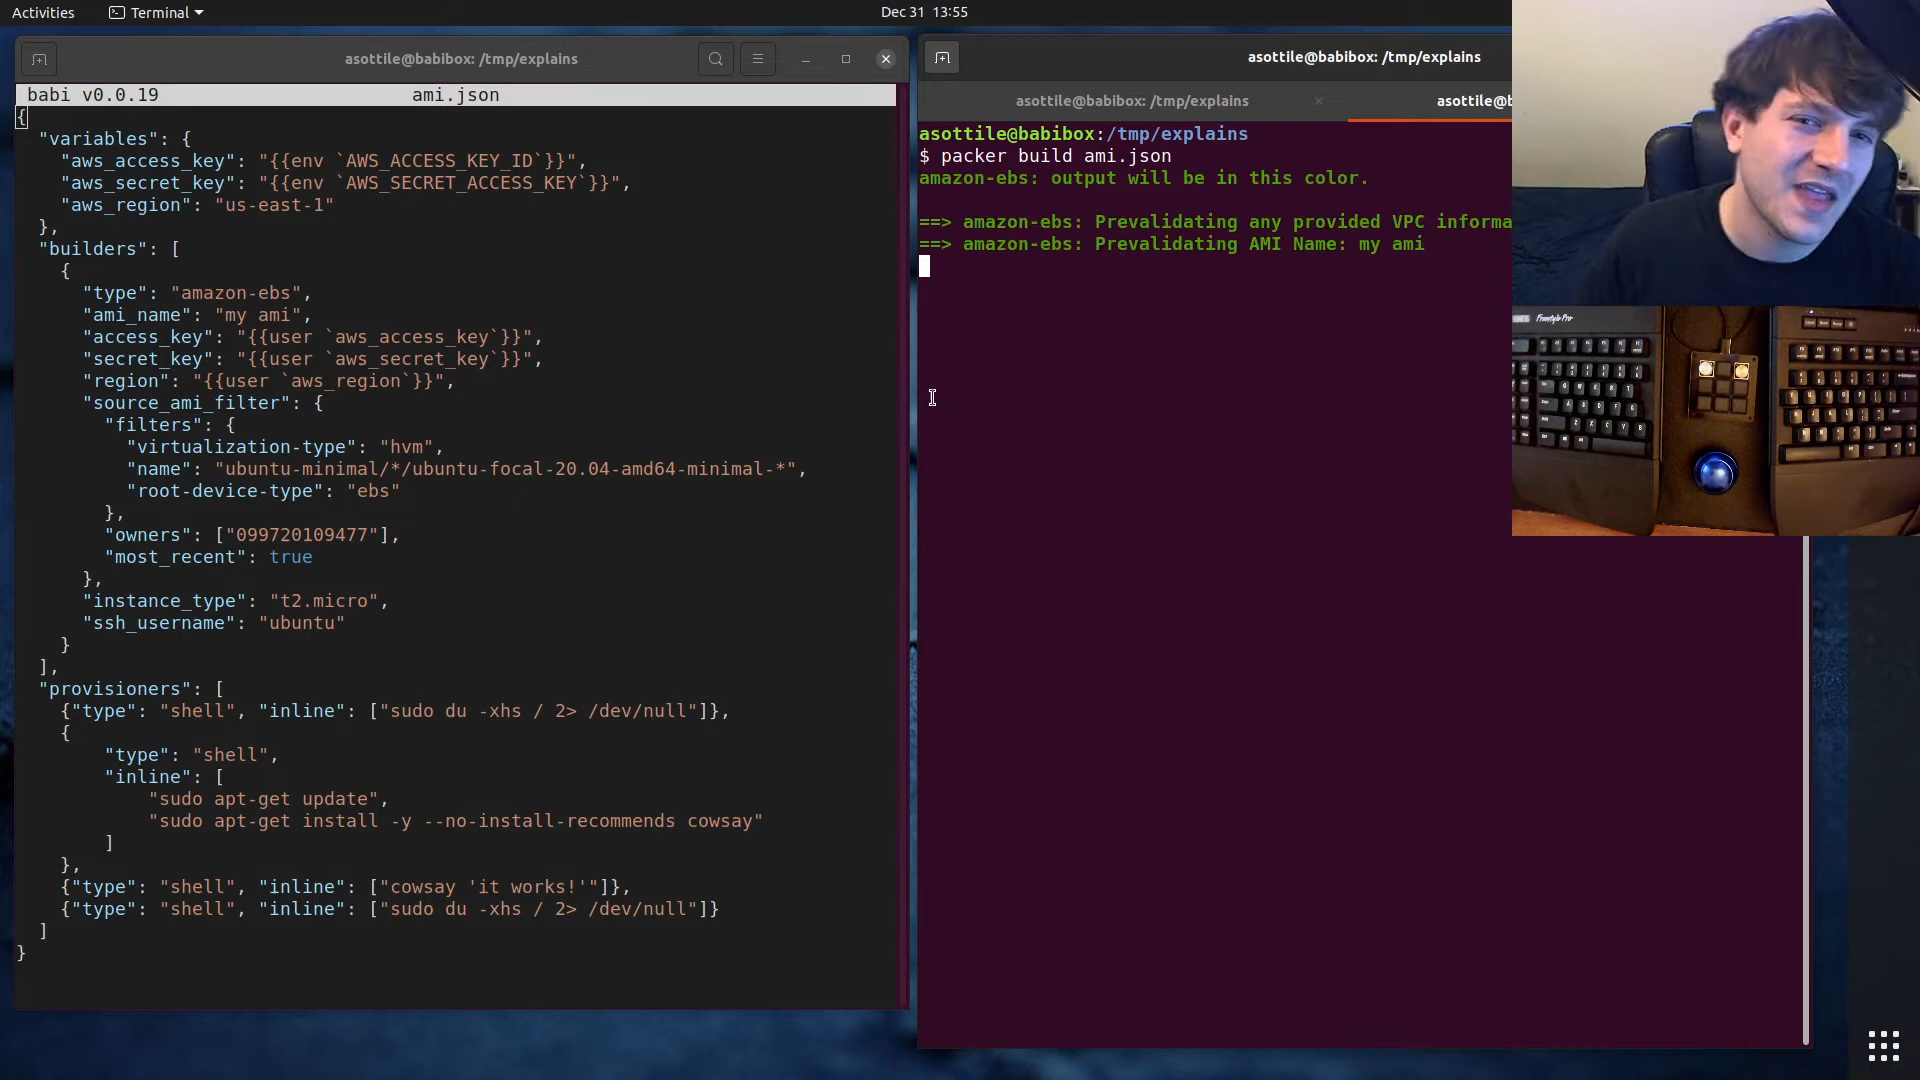 Activities
Terminal
Dec 31 13:55
asottile@babibox: /tmp/explains
babi v0.0.19 ami.json
{
"variables": {
"aws_access_key": "{{env `AWS_ACCESS_KEY_ID`}}",
"aws_secret_key": "{{env `AWS_SECRET_ACCESS_KEY`}}",
"aws_region": "us-east-1"
},
"builders": [
{
"type": "amazon-ebs",
"ami_name": "my ami",
"access_key": "{{user `aws_access_key`}}",
"secret_key": "{{user `aws_secret_key`}}",
"region": "{{user `aws_region`}}",
"source_ami_filter": {
"filters": {
"virtualization-type": "hvm",
"name": "ubuntu-minimal/*/ubuntu-focal-20.04-amd64-minimal-*",
"root-device-type": "ebs"
},
"owners": ["099720109477"],
"most_recent": true
},
"instance_type": "t2.micro",
"ssh_username": "ubuntu"
}
],
"provisioners": [
{"type": "shell", "inline": ["sudo du -xhs / 2> /dev/null"]},
{
"type": "shell",
"inline": [
"sudo apt-get update",
"sudo apt-get install -y --no-install-recommends cowsay"
]
},
{"type": "shell", "inline": ["cowsay 'it works!'"]},
{"type": "shell", "inline": ["sudo du -xhs / 2> /dev/null"]}
]
}
asottile@babibox: /tmp/explains
asottile@babibox: /tmp/explains
asottile@b
asottile@babibox:/tmp/explains
$ packer build ami.json
amazon-ebs: output will be in this color.
==> amazon-ebs: Prevalidating any provided VPC informa
==> amazon-ebs: Prevalidating AMI Name: my ami
Freestyle Pro